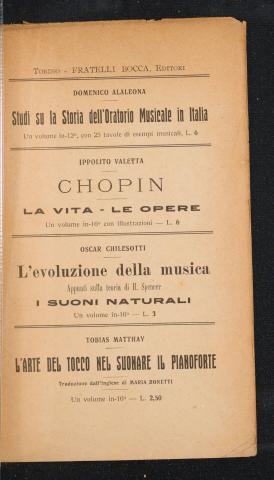 TORINO - FRATELLI BOCCA, EDITORI
DOMENICO ALALEONA
Studi su la Storia dell'Oratorio Musicale in Italia
Un volume in-12°, con 25 tavole di esempi musicali, L. 6
IPPOLITO VALETTA
CHOPIN
LA VITA - LE OPERE
Un volume in-16° con illustrazioni — L. 6
OSCAR CHILESOTTI
L'evoluzione della musica
Appunti sulla teoria di H. Spencer
I SUONI NATURALI
Un volume in-16° — L. 3
TOBIAS MATTHAY
L'ARTE DEL TOCCO NEL SUONARE IL PIANOFORTE
Traduzione dall'inglese di MARIA BONETTI
Un volume in-16° — L. 2,50